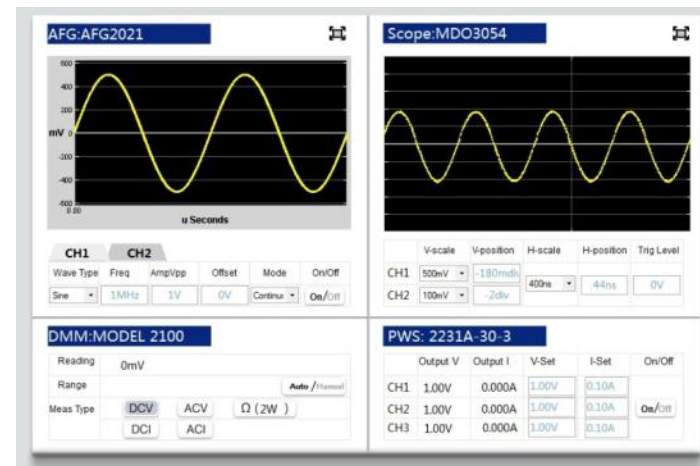 AFG:AFG2021
600
400
200
mV 0
-200
-400
-600
0.00
u Seconds
CH1 CH2
Wave Type Freq AmpVpp Offset Mode On/Off
Sine 1MHz 1V 0V Continu On/Off
Scope:MDO3054
V-scale V-position H-scale H-position Trig Level
CH1 500mV -180mdiv 400ns 44ns 0V
CH2 100mV -2div
DMM:MODEL 2100
Reading 0mV
Range Auto/Manual
Meas Type DCV ACV Ω(2W)
DCI ACI
PWS: 2231A-30-3
Output V Output I V-Set I-Set On/Off
CH1 1.00V 0.000A 1.00V 0.10A
CH2 1.00V 0.000A 1.00V 0.10A On/Off
CH3 1.00V 0.000A 1.00V 0.10A